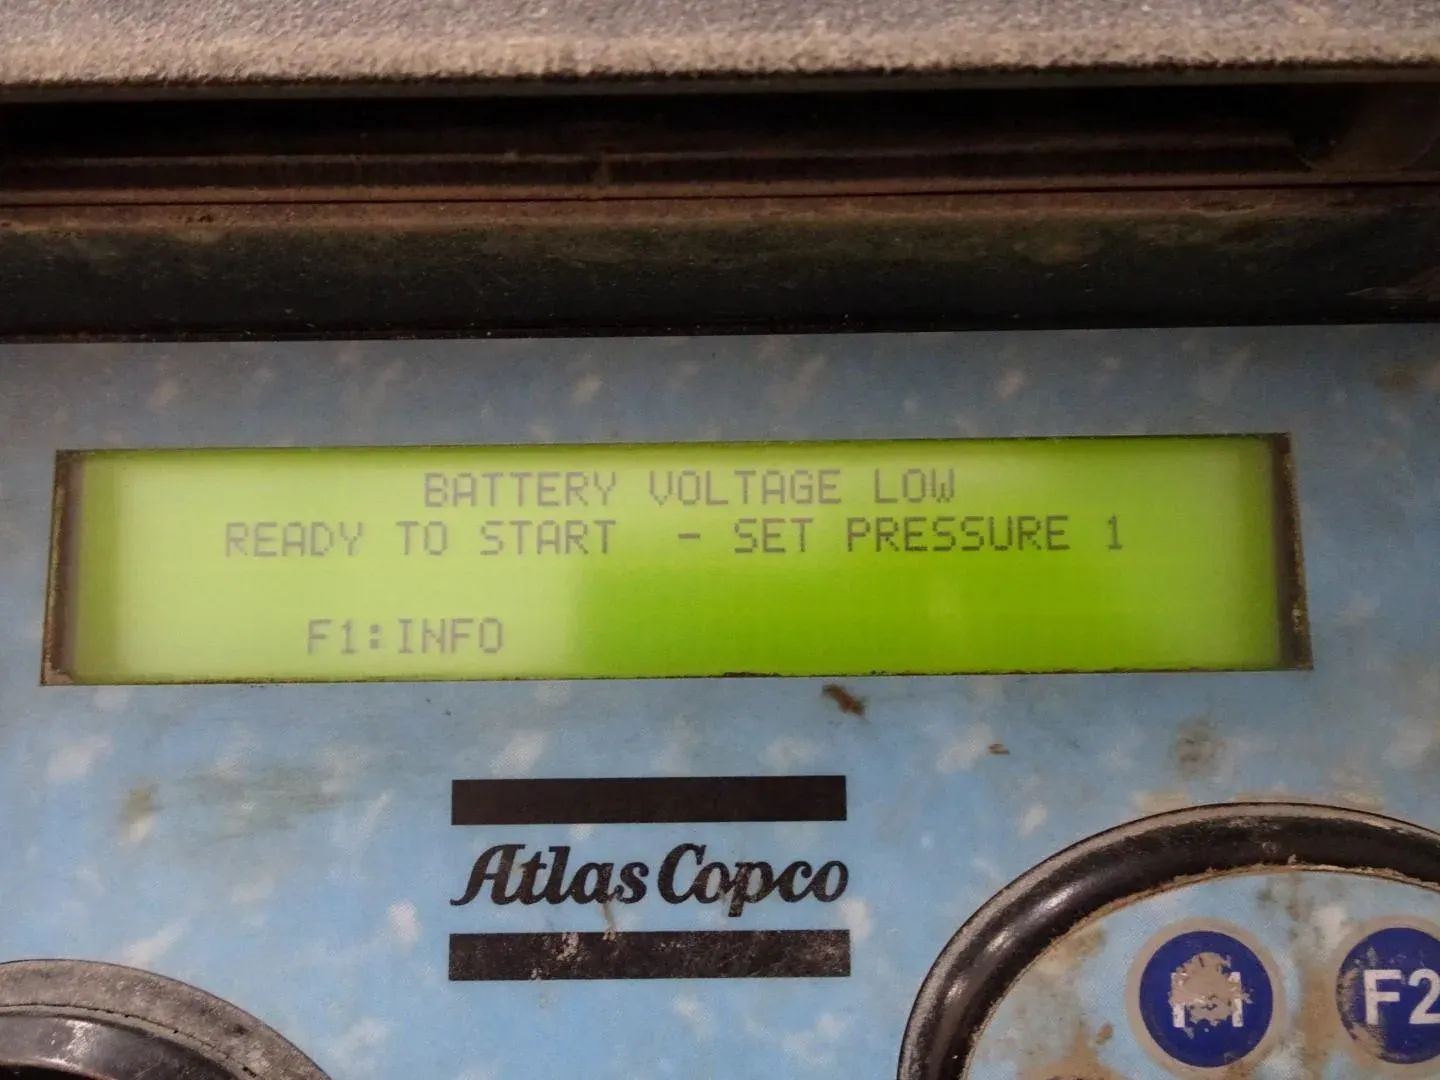 BATTERY VOLTAGE LOW
READY TO START - SET PRESSURE 1
F1:INFO
Atlas Copco
F2